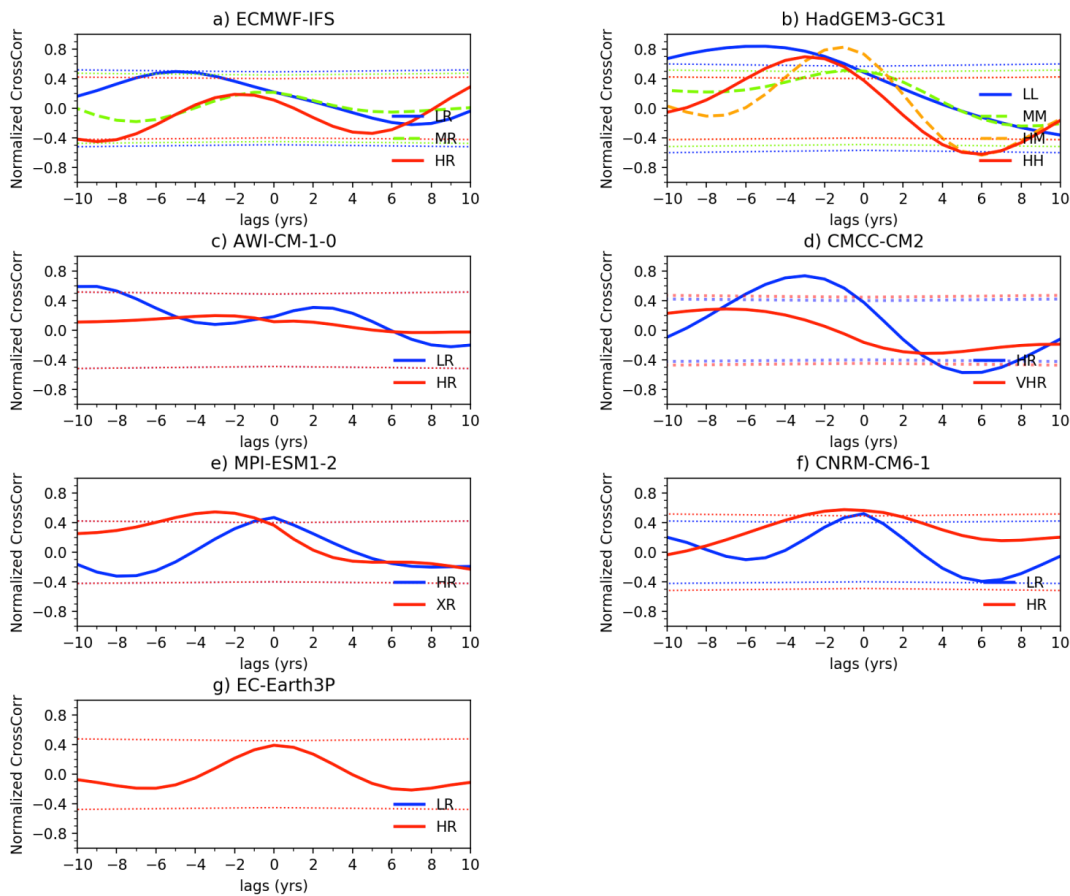 a) ECMWF-IFS
Normalized CrossCorr
0.8
0.4
0.0
−0.4
−0.8
LR
MR
HR
−10 −8 −6 −4 −2 0 2 4 6 8 10
lags (yrs)
b) HadGEM3-GC31
Normalized CrossCorr
0.8
0.4
0.0
−0.4
−0.8
LL
MM
HM
HH
−10 −8 −6 −4 −2 0 2 4 6 8 10
lags (yrs)
c) AWI-CM-1-0
Normalized CrossCorr
0.8
0.4
0.0
−0.4
−0.8
LR
HR
−10 −8 −6 −4 −2 0 2 4 6 8 10
lags (yrs)
d) CMCC-CM2
Normalized CrossCorr
0.8
0.4
0.0
−0.4
−0.8
HR
VHR
−10 −8 −6 −4 −2 0 2 4 6 8 10
lags (yrs)
e) MPI-ESM1-2
Normalized CrossCorr
0.8
0.4
0.0
−0.4
−0.8
HR
XR
−10 −8 −6 −4 −2 0 2 4 6 8 10
lags (yrs)
f) CNRM-CM6-1
Normalized CrossCorr
0.8
0.4
0.0
−0.4
−0.8
LR
HR
−10 −8 −6 −4 −2 0 2 4 6 8 10
lags (yrs)
g) EC-Earth3P
Normalized CrossCorr
0.8
0.4
0.0
−0.4
−0.8
LR
HR
−10 −8 −6 −4 −2 0 2 4 6 8 10
lags (yrs)